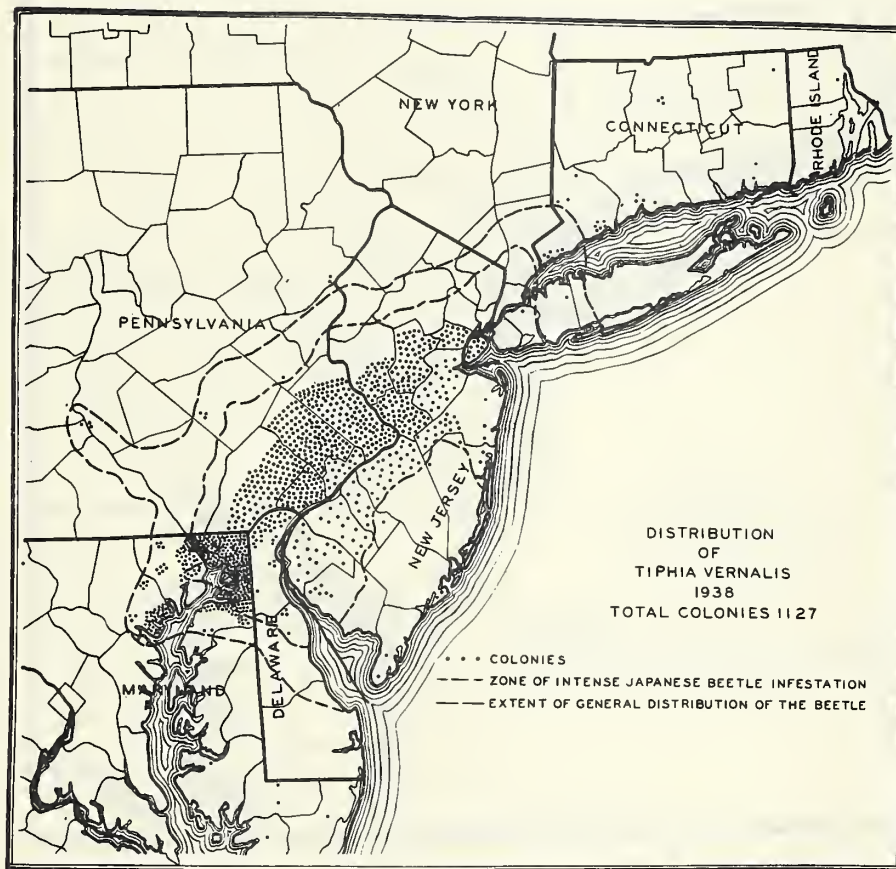 NEW YORK
CONNECTICUT
RHODE ISLAND
PENNSYLVANIA
NEW JERSEY
DELAWARE
MARYLAND
DISTRIBUTION
OF
TIPHIA VERNALIS
1938
TOTAL COLONIES 1127
COLONIES
ZONE OF INTENSE JAPANESE BEETLE INFESTATION
EXTENT OF GENERAL DISTRIBUTION OF THE BEETLE